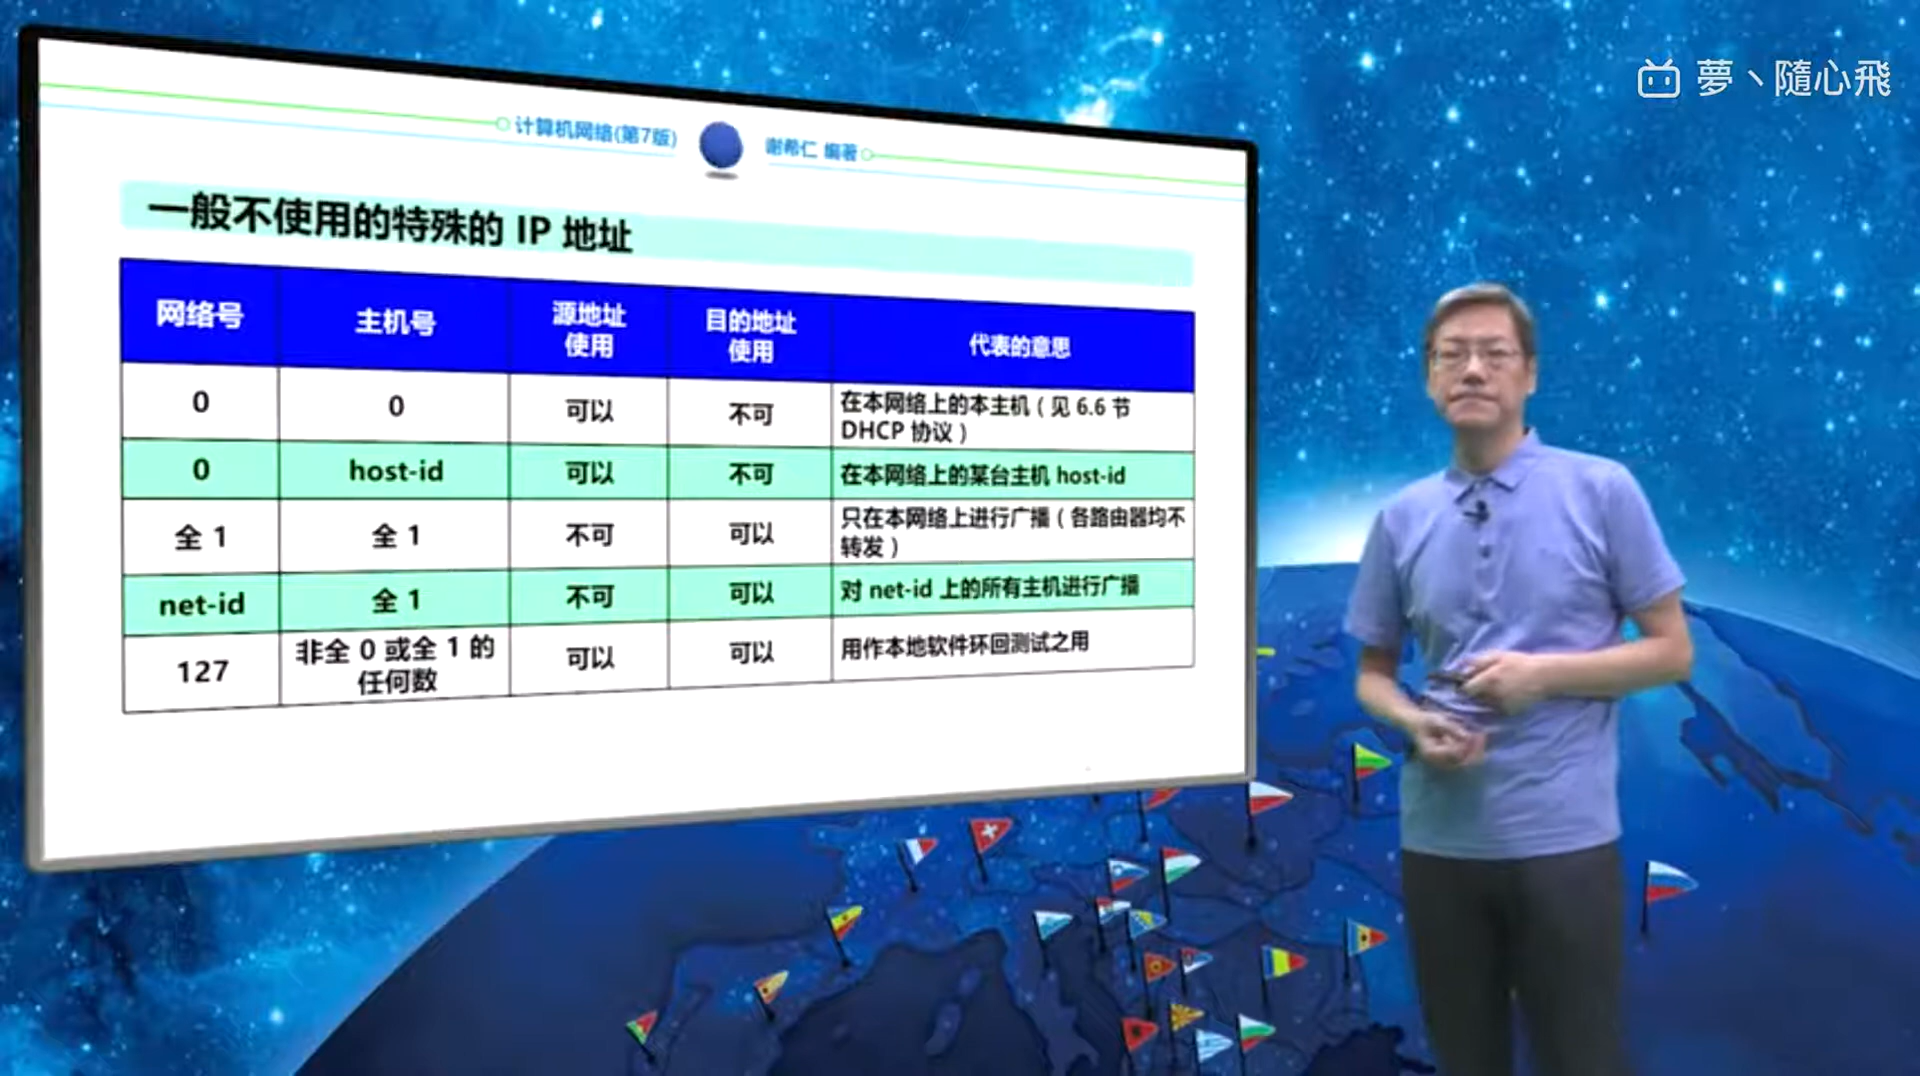 夢丶隨心飛
计算机网络(第7版)
谢希仁 编著
一般不使用的特殊的 IP 地址
网络号 主机号 源地址使用 目的地址使用 代表的意思
0 0 可以 不可 在本网络上的本主机(见 6.6 节 DHCP 协议)
0 host-id 可以 不可 在本网络上的某台主机 host-id
全 1 全 1 不可 可以 只在本网络上进行广播(各路由器均不转发)
net-id 全 1 不可 可以 对 net-id 上的所有主机进行广播
127 非全 0 或全 1 的任何数 可以 可以 用作本地软件环回测试之用